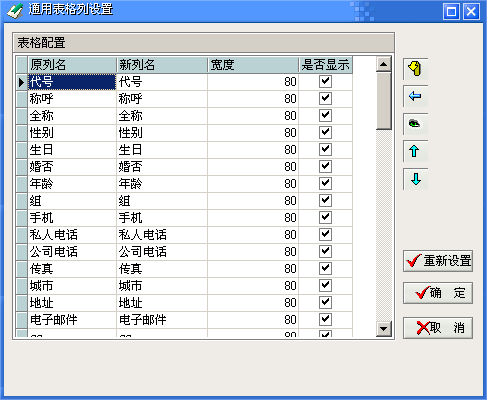 通用表格列设置
表格配置
原列名 新列名 宽度 是否显示
代号 代号 80
称呼 称呼 80
全称 全称 80
性别 性别 80
生日 生日 80
婚否 婚否 80
年龄 年龄 80
组 组 80
手机 手机 80
私人电话 私人电话 80
公司电话 公司电话 80
传真 传真 80
城市 城市 80
地址 地址 80
电子邮件 电子邮件 80
重新设置
确 定
取 消